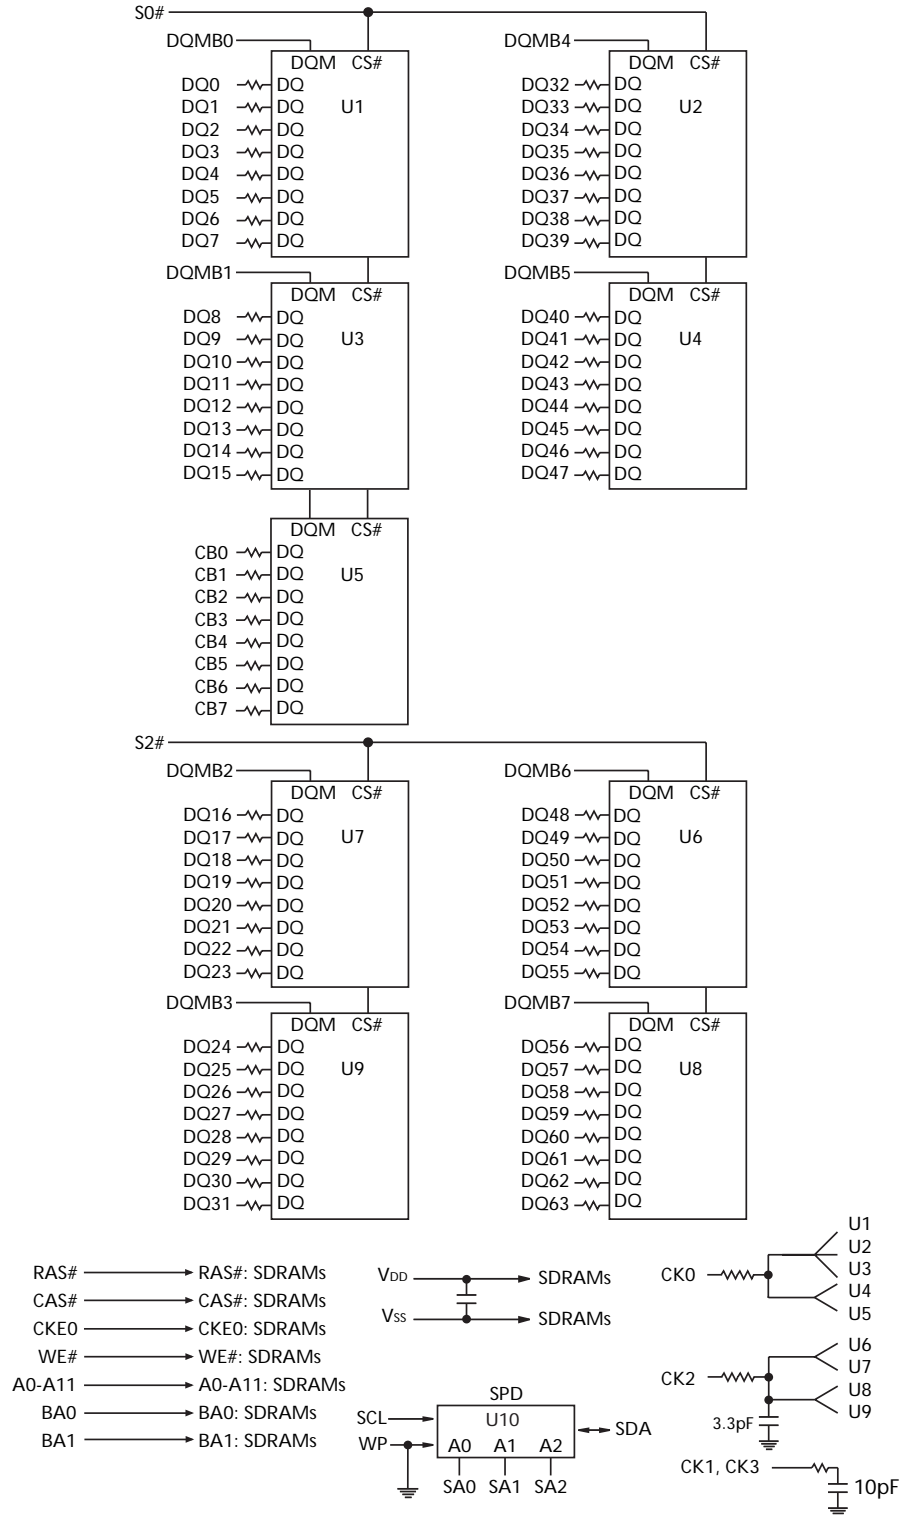 S0#
DQMB0
DQM CS#
U1
DQ0 DQ
DQ1 DQ
DQ2 DQ
DQ3 DQ
DQ4 DQ
DQ5 DQ
DQ6 DQ
DQ7 DQ
DQMB4
DQM CS#
U2
DQ32 DQ
DQ33 DQ
DQ34 DQ
DQ35 DQ
DQ36 DQ
DQ37 DQ
DQ38 DQ
DQ39 DQ
DQMB1
DQM CS#
U3
DQ8 DQ
DQ9 DQ
DQ10 DQ
DQ11 DQ
DQ12 DQ
DQ13 DQ
DQ14 DQ
DQ15 DQ
DQMB5
DQM CS#
U4
DQ40 DQ
DQ41 DQ
DQ42 DQ
DQ43 DQ
DQ44 DQ
DQ45 DQ
DQ46 DQ
DQ47 DQ
DQM CS#
U5
CB0 DQ
CB1 DQ
CB2 DQ
CB3 DQ
CB4 DQ
CB5 DQ
CB6 DQ
CB7 DQ
S2#
DQMB2
DQM CS#
U7
DQ16 DQ
DQ17 DQ
DQ18 DQ
DQ19 DQ
DQ20 DQ
DQ21 DQ
DQ22 DQ
DQ23 DQ
DQMB6
DQM CS#
U6
DQ48 DQ
DQ49 DQ
DQ50 DQ
DQ51 DQ
DQ52 DQ
DQ53 DQ
DQ54 DQ
DQ55 DQ
DQMB3
DQM CS#
U9
DQ24 DQ
DQ25 DQ
DQ26 DQ
DQ27 DQ
DQ28 DQ
DQ29 DQ
DQ30 DQ
DQ31 DQ
DQMB7
DQM CS#
U8
DQ56 DQ
DQ57 DQ
DQ58 DQ
DQ59 DQ
DQ60 DQ
DQ61 DQ
DQ62 DQ
DQ63 DQ
RAS# RAS#: SDRAMs
CAS# CAS#: SDRAMs
CKE0 CKE0: SDRAMs
WE# WE#: SDRAMs
A0-A11 A0-A11: SDRAMs
BA0 BA0: SDRAMs
BA1 BA1: SDRAMs
VDD SDRAMs
VSS SDRAMs
SPD
U10
SCL
WP
A0 A1 A2
SDA
SA0 SA1 SA2
CK0
U1
U2
U3
U4
U5
CK2
U6
U7
U8
U9
3.3pF
CK1, CK3
10pF